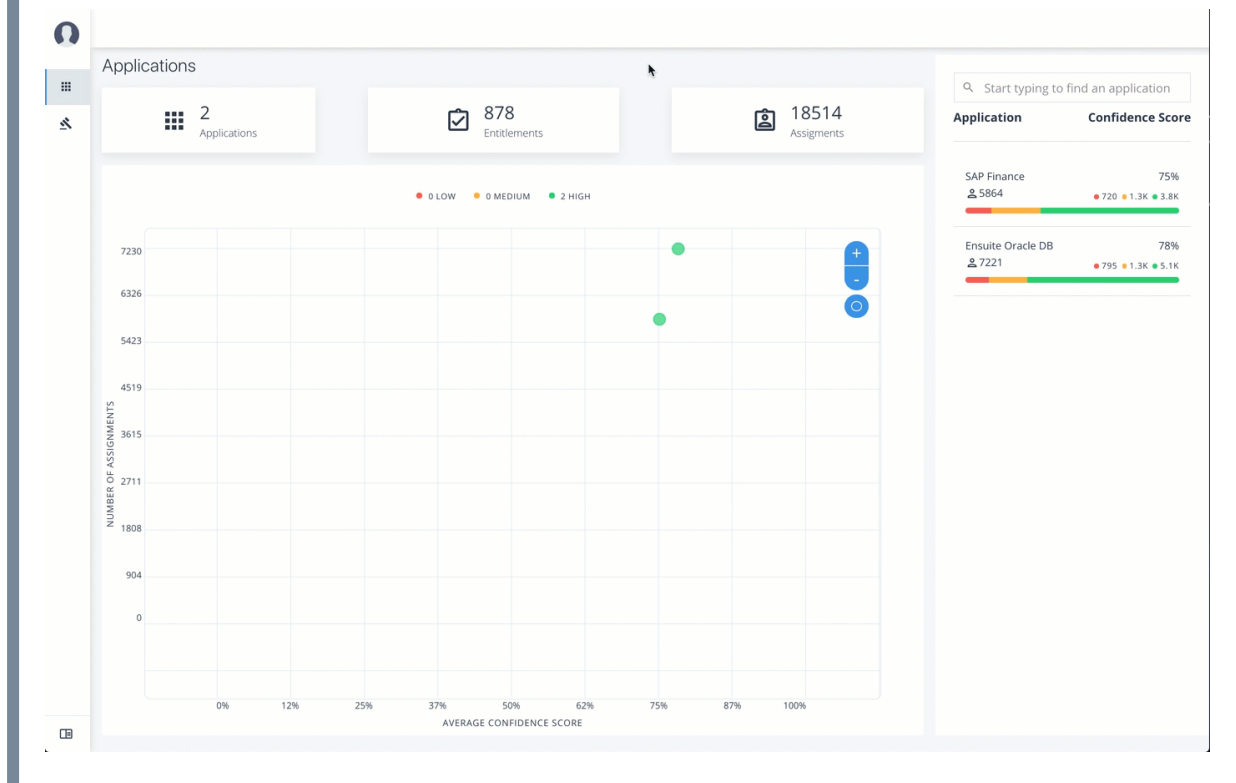 Applications
2
Applications
878
Entitlements
18514
Assigments
0 LOW 0 MEDIUM 2 HIGH
7230
6326
5423
4519
3615
2711
1808
904
0
NUMBER OF ASSIGNMENTS
+
-
0% 12% 25% 37% 50% 62% 75% 87% 100%
AVERAGE CONFIDENCE SCORE
Start typing to find an application
Application Confidence Score
SAP Finance 75%
5864 720 1.3K 3.8K
Ensuite Oracle DB 78%
7221 795 1.3K 5.1K